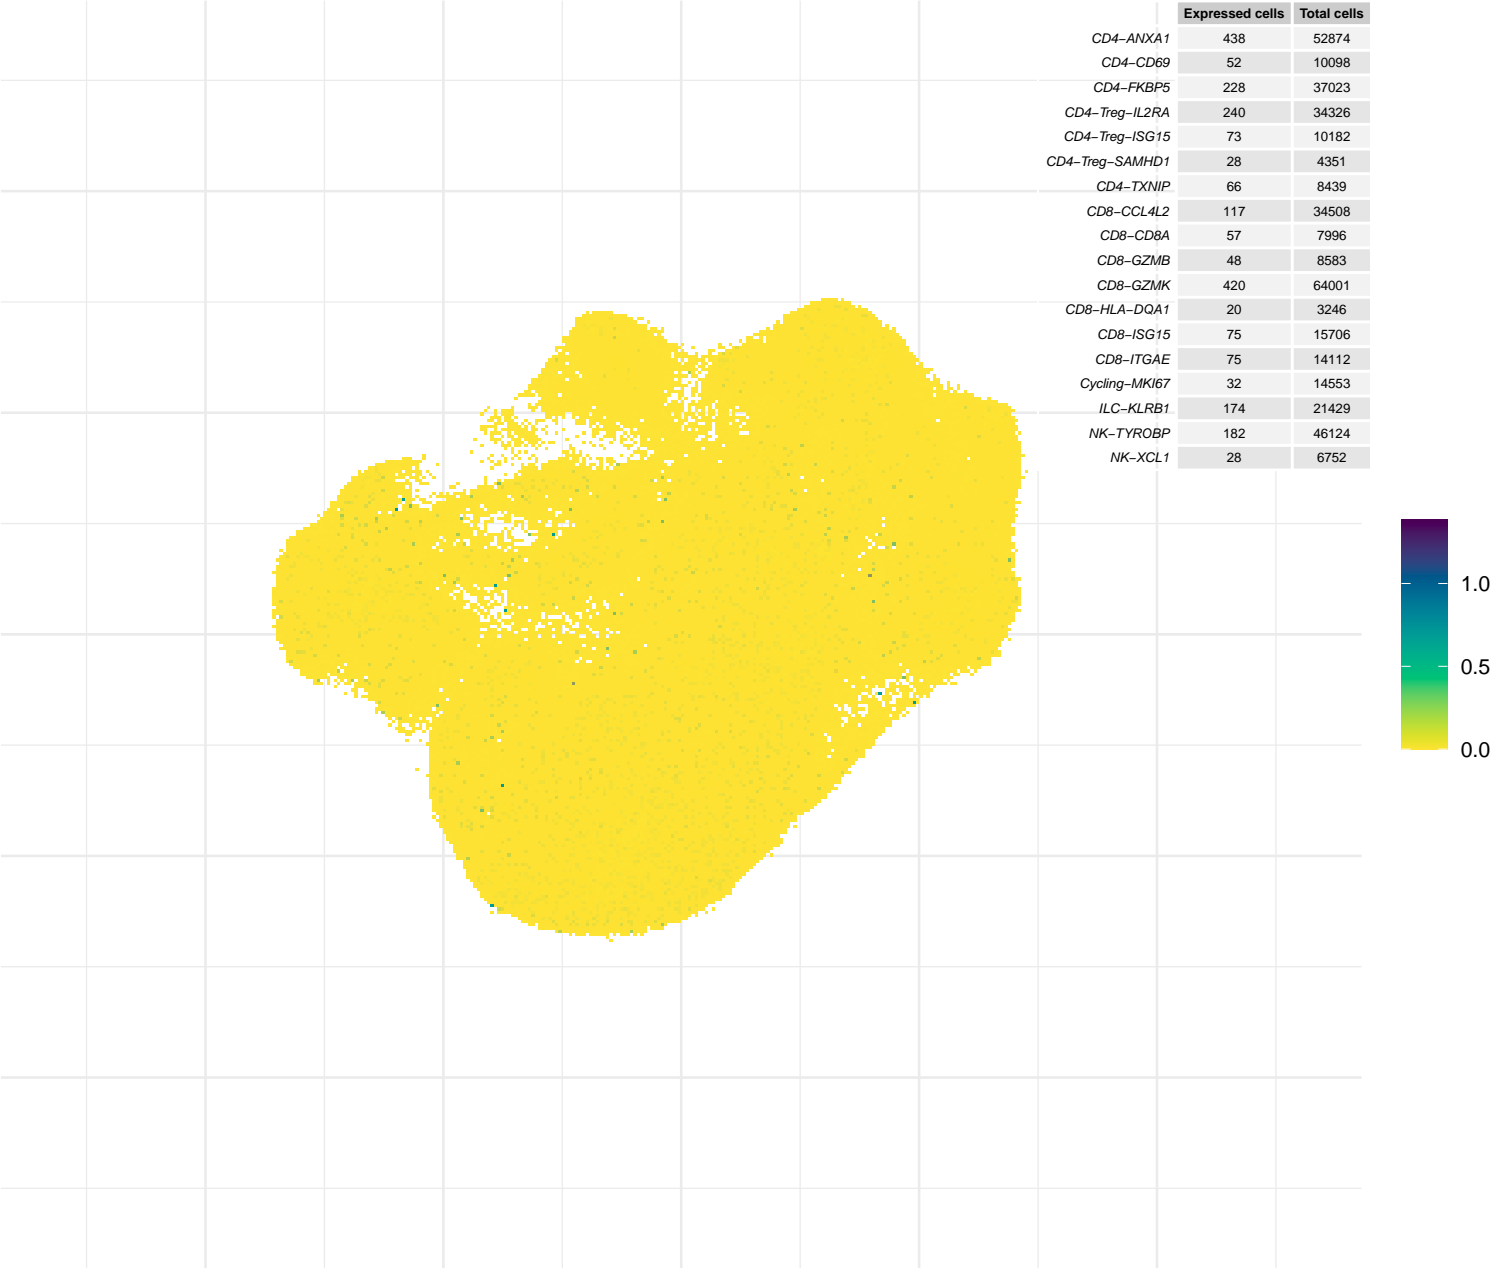 Expressed cells Total cells
CD4−ANXA1 438 52874
CD4−CD69 52 10098
CD4−FKBP5 228 37023
CD4−Treg−IL2RA 240 34326
CD4−Treg−ISG15 73 10182
CD4−Treg−SAMHD1 28 4351
CD4−TXNIP 66 8439
CD8−CCL4L2 117 34508
CD8−CD8A 57 7996
CD8−GZMB 48 8583
CD8−GZMK 420 64001
CD8−HLA−DQA1 20 3246
CD8−ISG15 75 15706
CD8−ITGAE 75 14112
Cycling−MKI67 32 14553
ILC−KLRB1 174 21429
NK−TYROBP 182 46124
NK−XCL1 28 6752
1.0
0.5
0.0